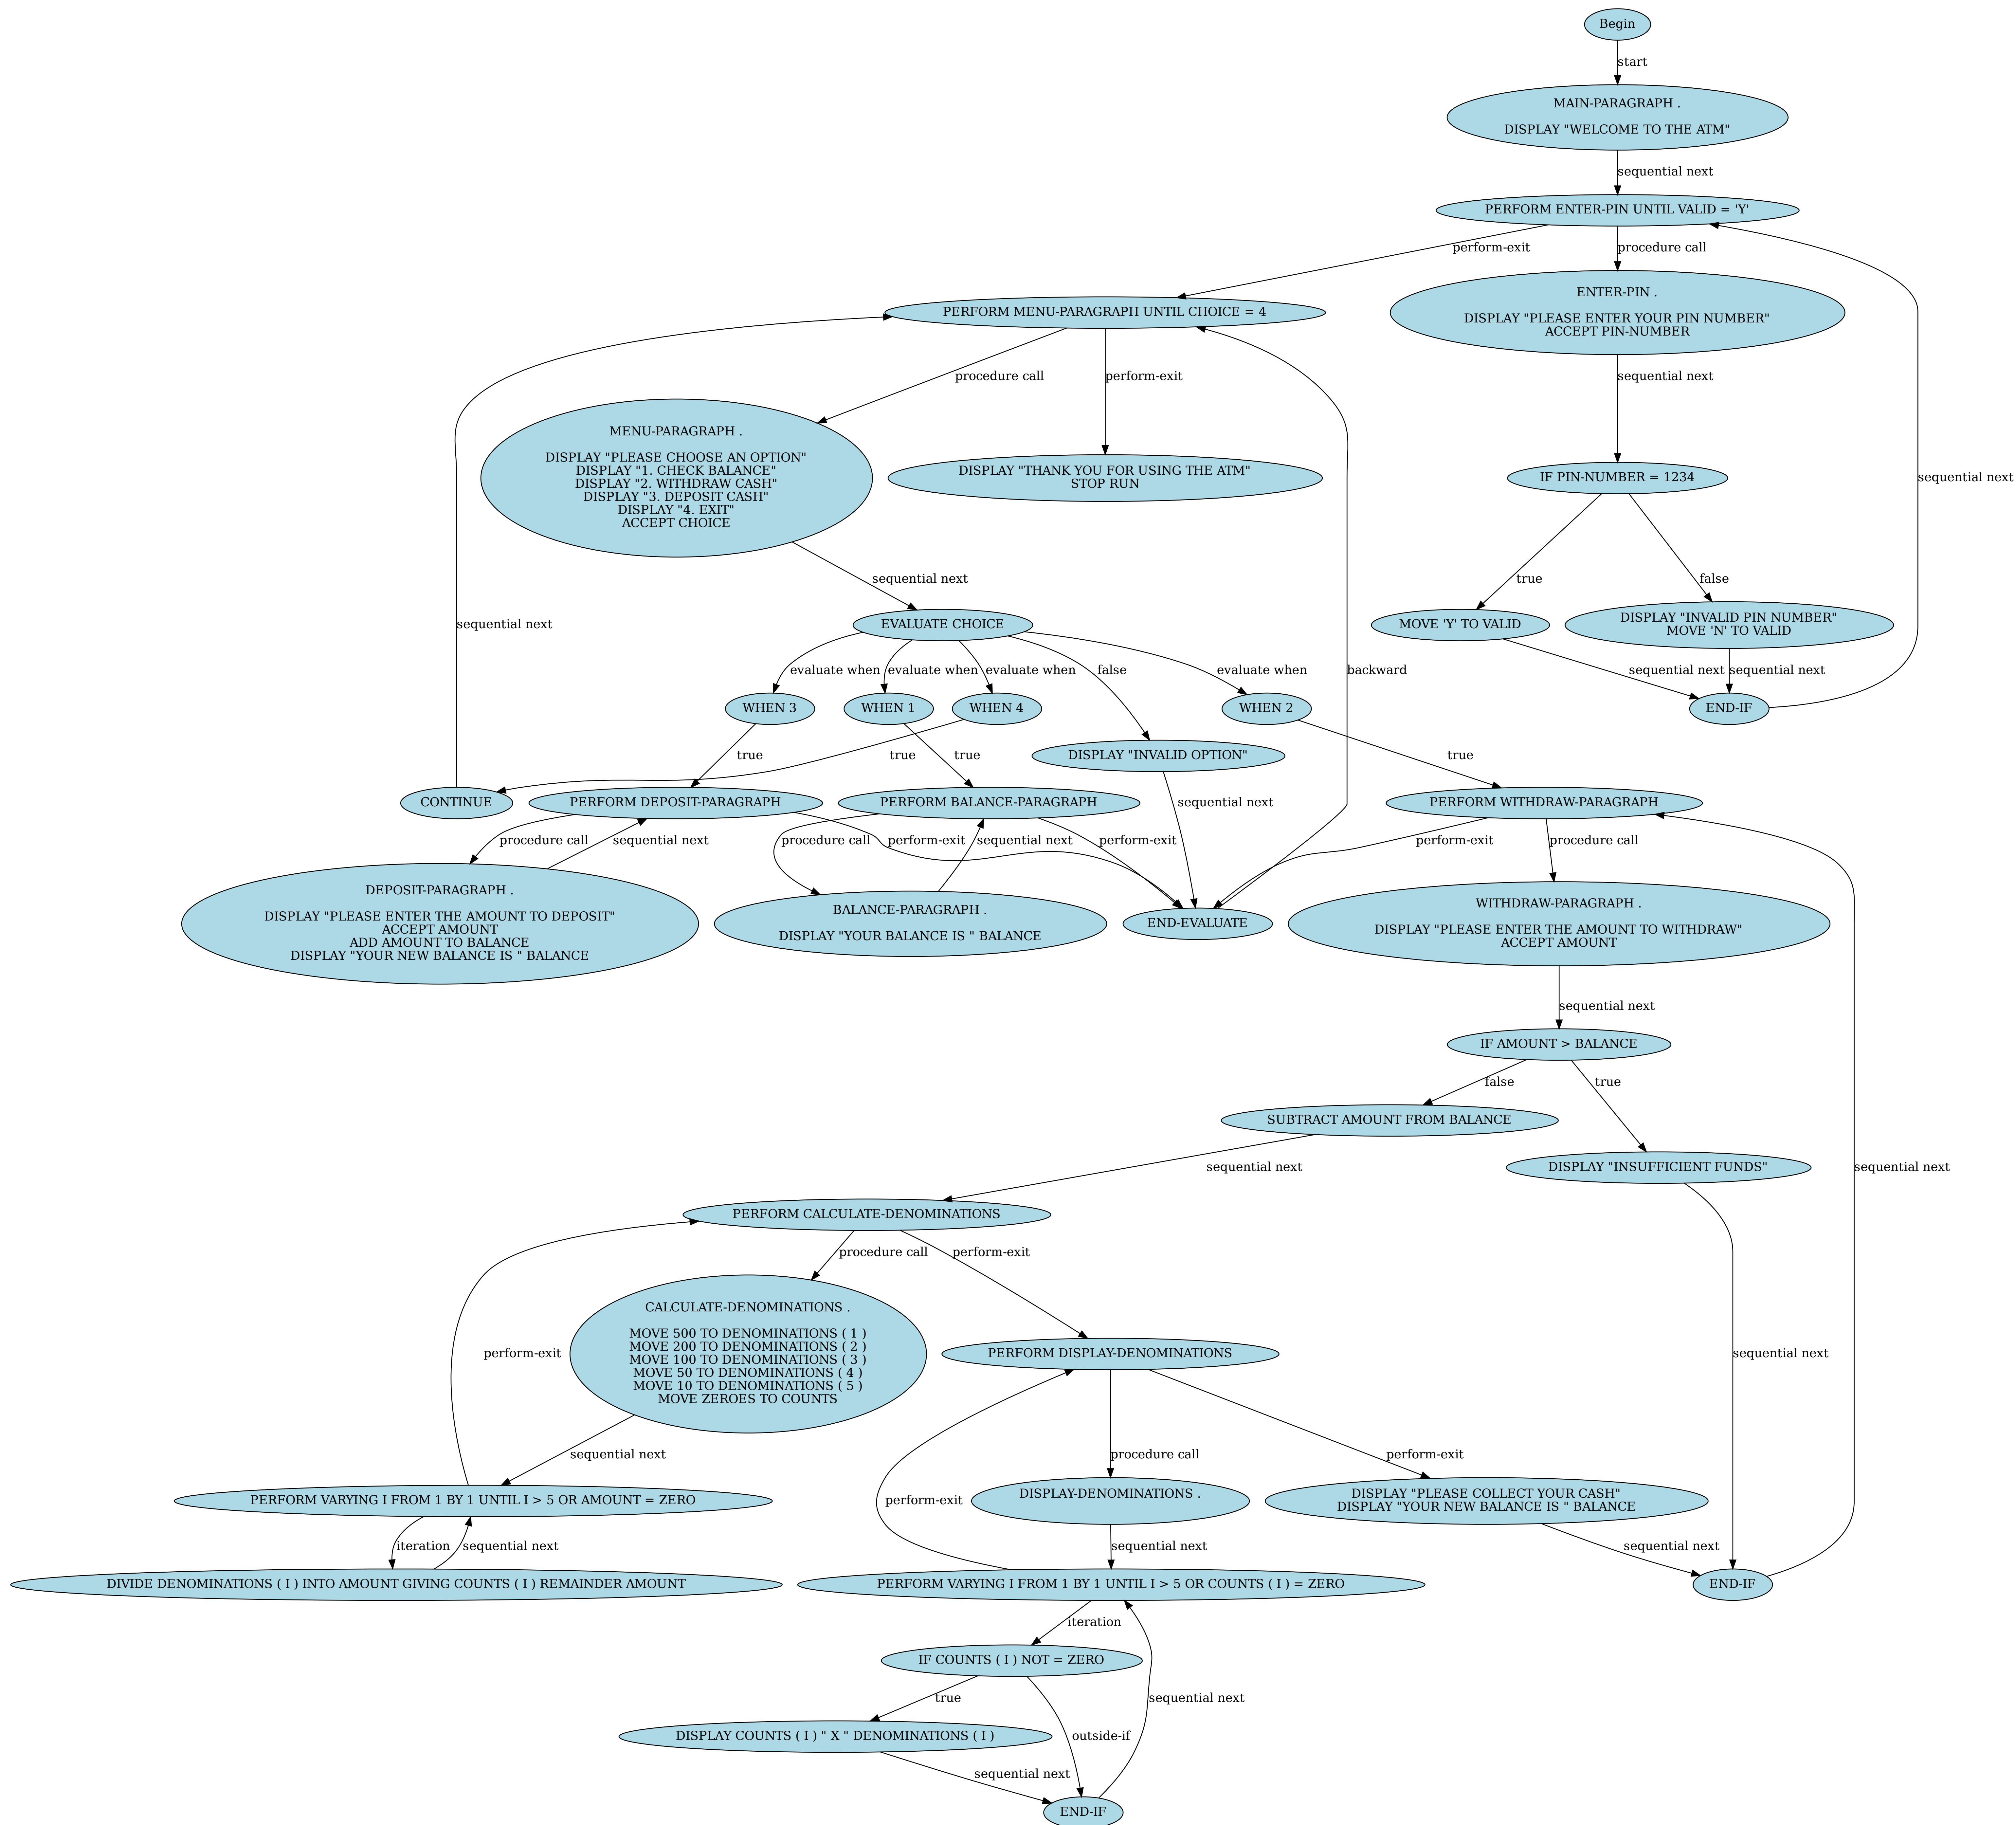 Begin
start
MAIN-PARAGRAPH .
DISPLAY "WELCOME TO THE ATM"
sequential next
PERFORM ENTER-PIN UNTIL VALID = 'Y'
perform-exit
procedure call
PERFORM MENU-PARAGRAPH UNTIL CHOICE = 4
ENTER-PIN .
DISPLAY "PLEASE ENTER YOUR PIN NUMBER"
ACCEPT PIN-NUMBER
procedure call
perform-exit
sequential next
MENU-PARAGRAPH .
DISPLAY "PLEASE CHOOSE AN OPTION"
DISPLAY "1. CHECK BALANCE"
DISPLAY "2. WITHDRAW CASH"
DISPLAY "3. DEPOSIT CASH"
DISPLAY "4. EXIT"
ACCEPT CHOICE
DISPLAY "THANK YOU FOR USING THE ATM"
STOP RUN
IF PIN-NUMBER = 1234
sequential next
sequential next
true
false
sequential next
EVALUATE CHOICE
MOVE 'Y' TO VALID
DISPLAY "INVALID PIN NUMBER"
MOVE 'N' TO VALID
evaluate when
evaluate when
evaluate when
false
evaluate when
backward
sequential next
sequential next
WHEN 3
WHEN 1
WHEN 4
WHEN 2
END-IF
true
true
true
DISPLAY "INVALID OPTION"
true
CONTINUE
PERFORM DEPOSIT-PARAGRAPH
PERFORM BALANCE-PARAGRAPH
sequential next
PERFORM WITHDRAW-PARAGRAPH
procedure call
sequential next
procedure call
perform-exit
sequential next
perform-exit
perform-exit
procedure call
DEPOSIT-PARAGRAPH .
DISPLAY "PLEASE ENTER THE AMOUNT TO DEPOSIT"
ACCEPT AMOUNT
ADD AMOUNT TO BALANCE
DISPLAY "YOUR NEW BALANCE IS " BALANCE
BALANCE-PARAGRAPH .
DISPLAY "YOUR BALANCE IS " BALANCE
END-EVALUATE
WITHDRAW-PARAGRAPH .
DISPLAY "PLEASE ENTER THE AMOUNT TO WITHDRAW"
ACCEPT AMOUNT
sequential next
IF AMOUNT > BALANCE
false
true
SUBTRACT AMOUNT FROM BALANCE
sequential next
DISPLAY "INSUFFICIENT FUNDS"
sequential next
PERFORM CALCULATE-DENOMINATIONS
procedure call
perform-exit
CALCULATE-DENOMINATIONS .
MOVE 500 TO DENOMINATIONS ( 1 )
MOVE 200 TO DENOMINATIONS ( 2 )
MOVE 100 TO DENOMINATIONS ( 3 )
MOVE 50 TO DENOMINATIONS ( 4 )
MOVE 10 TO DENOMINATIONS ( 5 )
MOVE ZEROES TO COUNTS
perform-exit
PERFORM DISPLAY-DENOMINATIONS
sequential next
sequential next
procedure call
perform-exit
PERFORM VARYING I FROM 1 BY 1 UNTIL I > 5 OR AMOUNT = ZERO
perform-exit
DISPLAY-DENOMINATIONS .
DISPLAY "PLEASE COLLECT YOUR CASH"
DISPLAY "YOUR NEW BALANCE IS " BALANCE
iteration
sequential next
sequential next
sequential next
DIVIDE DENOMINATIONS ( I ) INTO AMOUNT GIVING COUNTS ( I ) REMAINDER AMOUNT
PERFORM VARYING I FROM 1 BY 1 UNTIL I > 5 OR COUNTS ( I ) = ZERO
END-IF
iteration
IF COUNTS ( I ) NOT = ZERO
true
sequential next
DISPLAY COUNTS ( I ) " X " DENOMINATIONS ( I )
outside-if
sequential next
END-IF